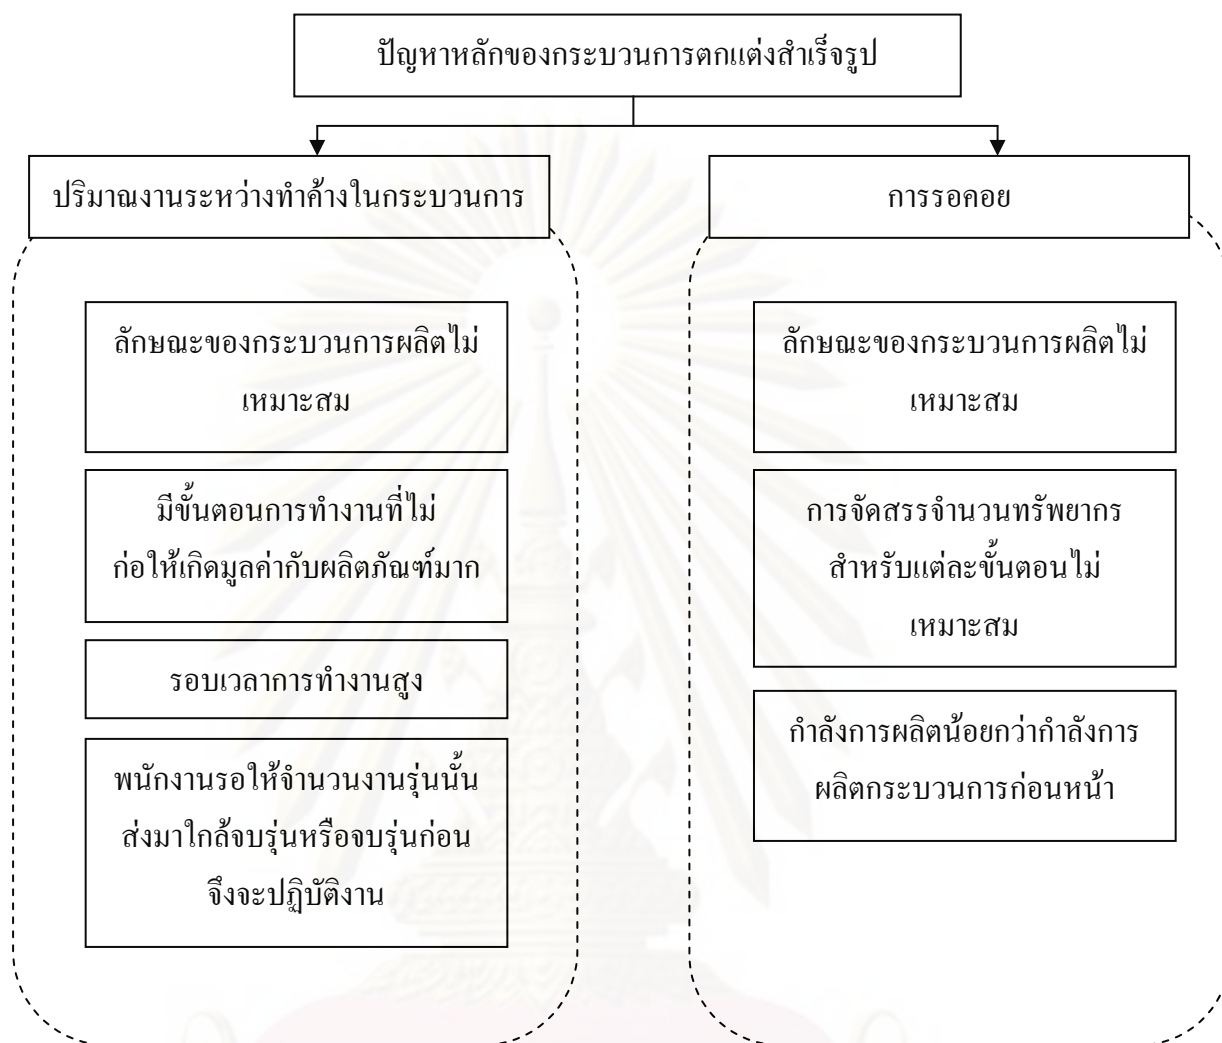 ปัญหาหลักของกระบวนการตกแต่งสำเร็จรูป
ปริมาณงานระหว่างทำค้างในกระบวนการ
ลักษณะของกระบวนการผลิตไม่
เหมาะสม
มีขั้นตอนการทำงานที่ไม่
ก่อให้เกิดมูลค่ากับผลิตภัณฑ์มาก
รอบเวลาการทำงานสูง
พนักงานรอให้จำนวนงานรุ่นนั้น
ส่งมาใกล้จบรุ่นหรือจบรุ่นก่อน
จึงจะปฏิบัติงาน
การรอคอย
ลักษณะของกระบวนการผลิตไม่
เหมาะสม
การจัดสรรจำนวนทรัพยากร
สำหรับแต่ละขั้นตอนไม่
เหมาะสม
กำลังการผลิตน้อยกว่ากำลังการ
ผลิตกระบวนการก่อนหน้า